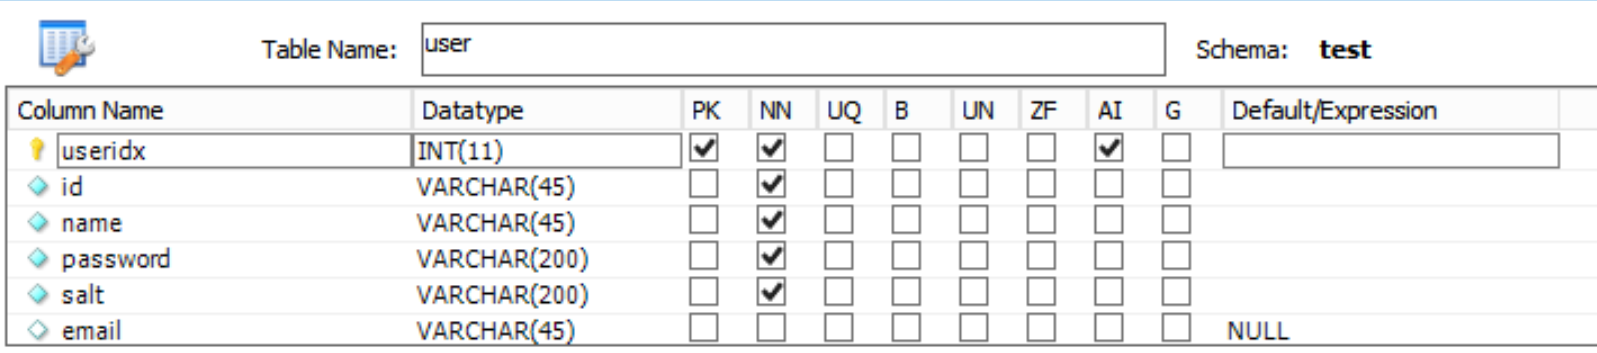 Table Name: user Schema: test
Column Name Datatype PK NN UQ B UN ZF AI G Default/Expression
useridx INT(11)
id VARCHAR(45)
name VARCHAR(45)
password VARCHAR(200)
salt VARCHAR(200)
email VARCHAR(45) NULL